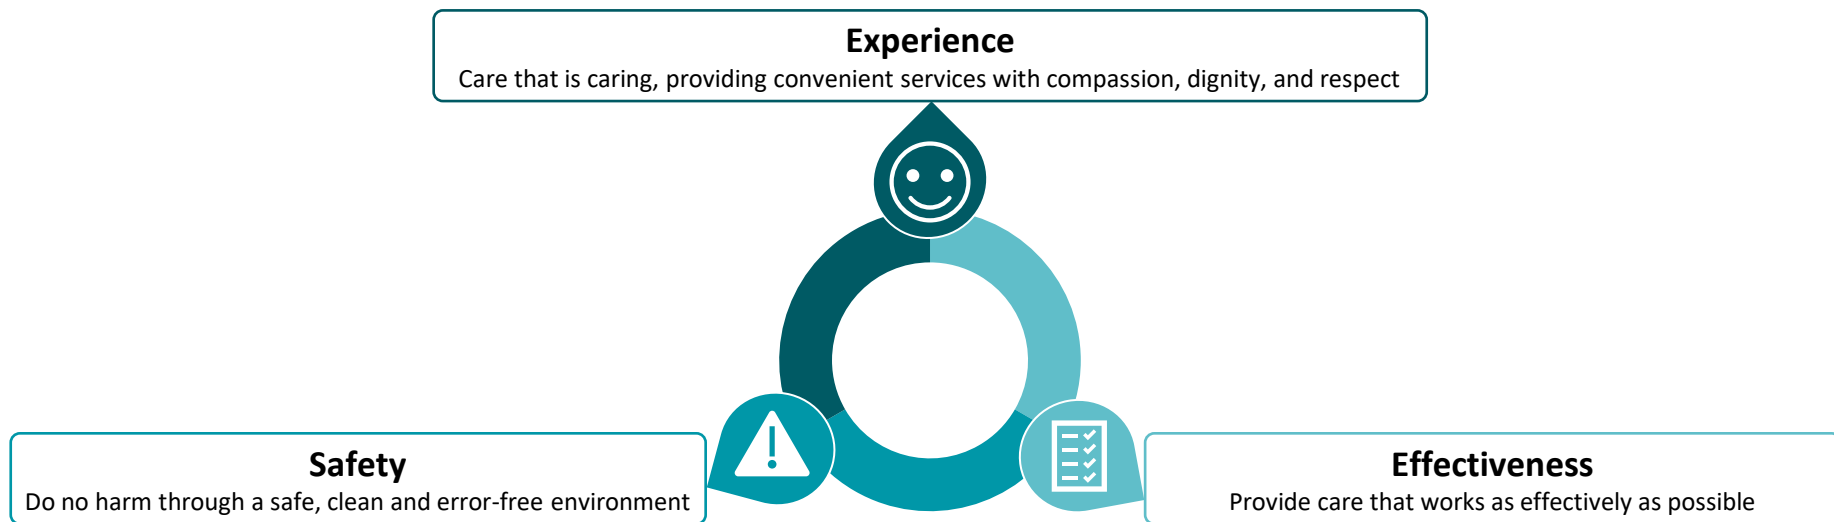 Experience
Care that is caring, providing convenient services with compassion, dignity, and respect
Safety
Do no harm through a safe, clean and error-free environment
Effectiveness
Provide care that works as effectively as possible